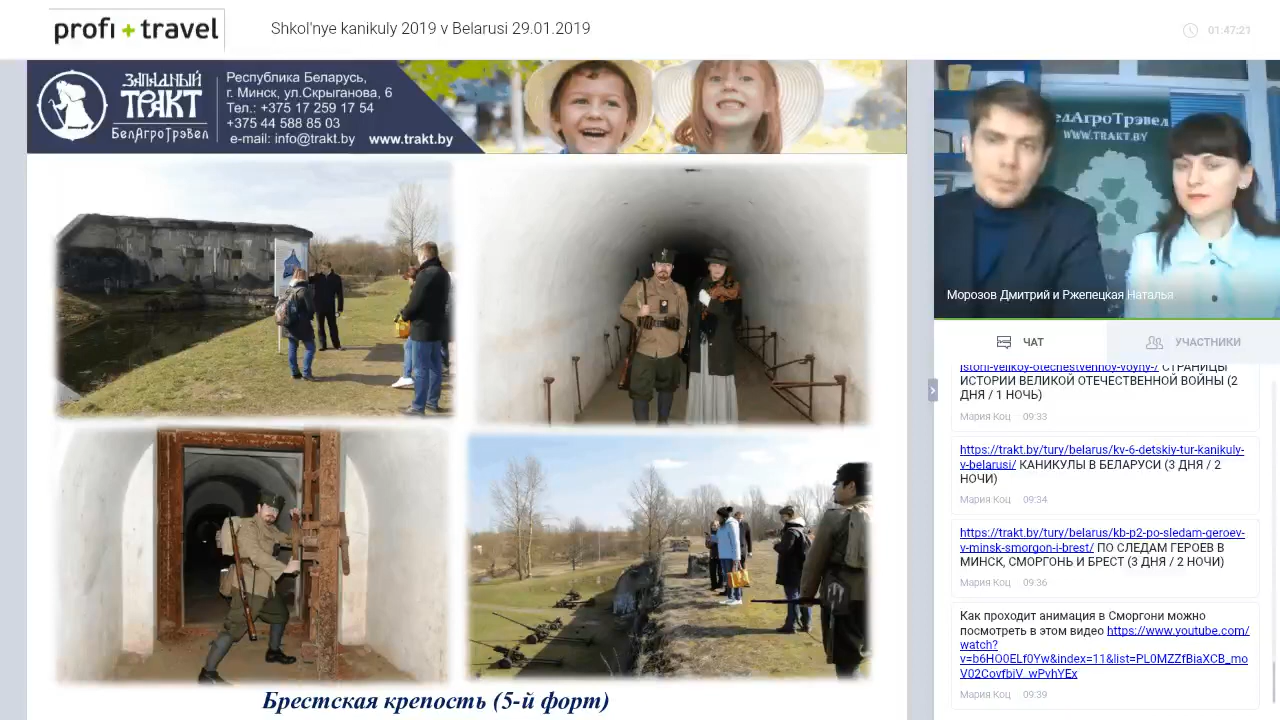 profi + travel
Shkol'nye kanikuly 2019 v Belarusi 29.01.2019
01:47:21
ЗАПАДНЫЙ
ТРАКТ
БелАгроТрэвел
Республика Беларусь,
г. Минск, ул.Скрыганова, 6
Тел.: +375 17 259 17 54
+375 44 588 85 03
e-mail: info@trakt.by www.trakt.by
Брестская крепость (5-й форт)
елАгроТрэвел
WWW.TRAKT.BY
Морозов Дмитрий и Ржепецкая Наталья
ЧАТ
УЧАСТНИКИ
istorii-velikoy-otechestvennoy-voyny-/ СТРАНИЦЫ
ИСТОРИИ ВЕЛИКОЙ ОТЕЧЕСТВЕННОЙ ВОЙНЫ (2
ДНЯ / 1 НОЧЬ)
Мария Коц 09:33
https://trakt.by/tury/belarus/kv-6-detskiy-tur-kanikuly-
v-belarusi/ КАНИКУЛЫ В БЕЛАРУСИ (3 ДНЯ / 2
НОЧИ)
Мария Коц 09:34
https://trakt.by/tury/belarus/kb-p2-po-sledam-geroev-
v-minsk-smorgon-i-brest/ ПО СЛЕДАМ ГЕРОЕВ В
МИНСК, СМОРГОНЬ И БРЕСТ (3 ДНЯ / 2 НОЧИ)
Мария Коц 09:36
Как проходит анимация в Сморгони можно
посмотреть в этом видео https://www.youtube.com/
watch?
v=b6HO0ELf0Yw&index=11&list=PL0MZZfBiaXCB_mo
V02CovfbiV_wPvhYEx
Мария Коц 09:39